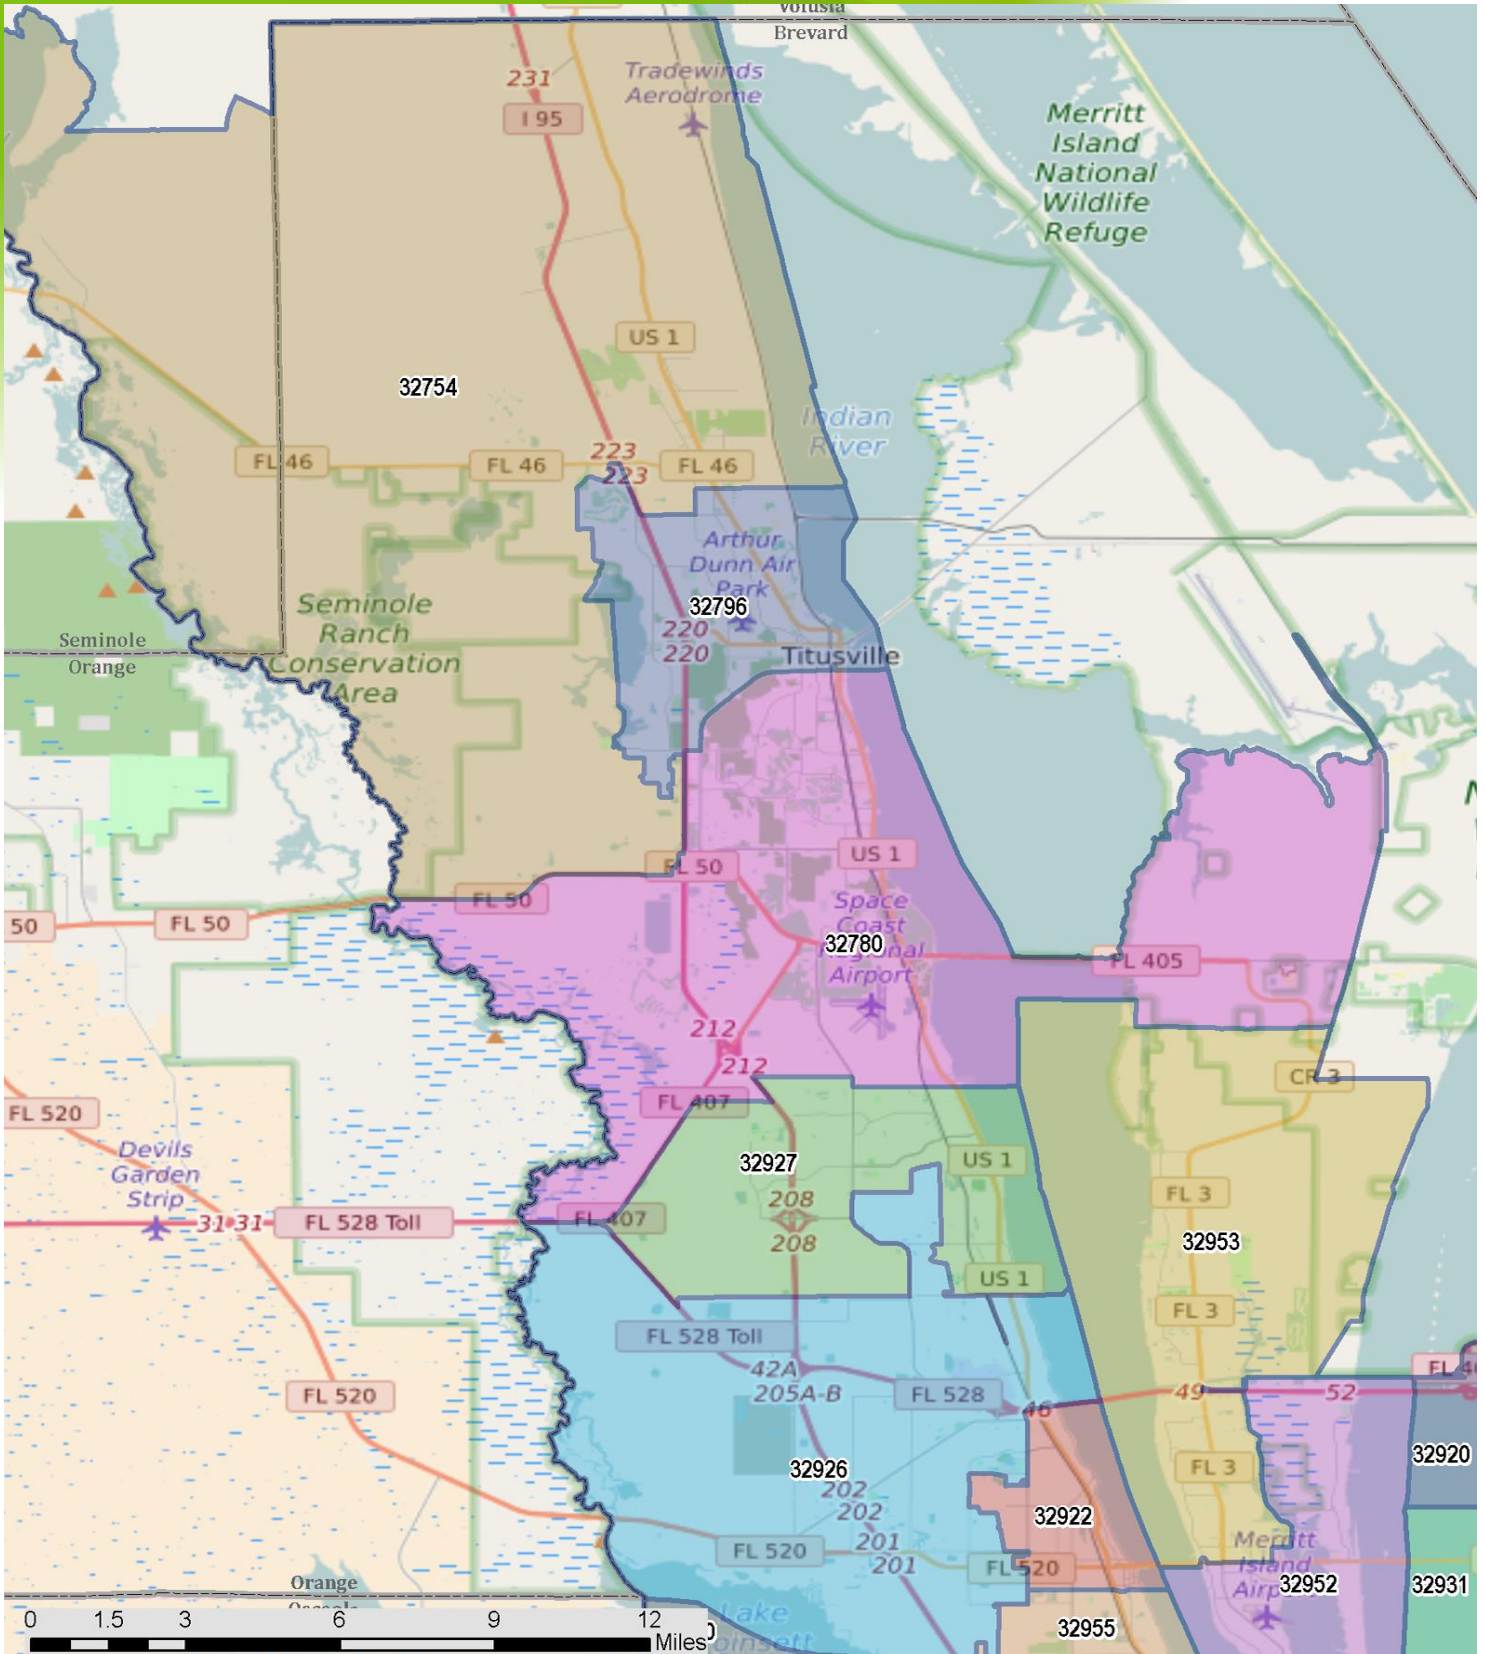 Volusia
Brevard
231
I 95
Tradewinds
Aerodrome
Merritt
Island
National
Wildlife
Refuge
US 1
32754
Indian
River
FL 46
FL 46
223
223
FL 46
Arthur
Dunn Air
Park
32796
220
220
Titusville
Seminole
Ranch
Conservation
Area
Seminole
Orange
FL 50
US 1
FL 50
50
FL 50
Space
Coast
Regional
Airport
32780
FL 405
212
212
FL 407
CR 3
FL 520
Devils
Garden
Strip
31 31
FL 528 Toll
FL 407
32927
208
208
US 1
US 1
FL 3
32953
FL 3
FL 528 Toll
42A
205A-B
FL 528
46
49
52
FL 520
32926
202
202
201
201
FL 520
FL 3
32920
32922
FL 520
Merritt
Island
Airport
32952
32931
32955
Orange
Lake
0 1.5 3 6 9 12
Miles